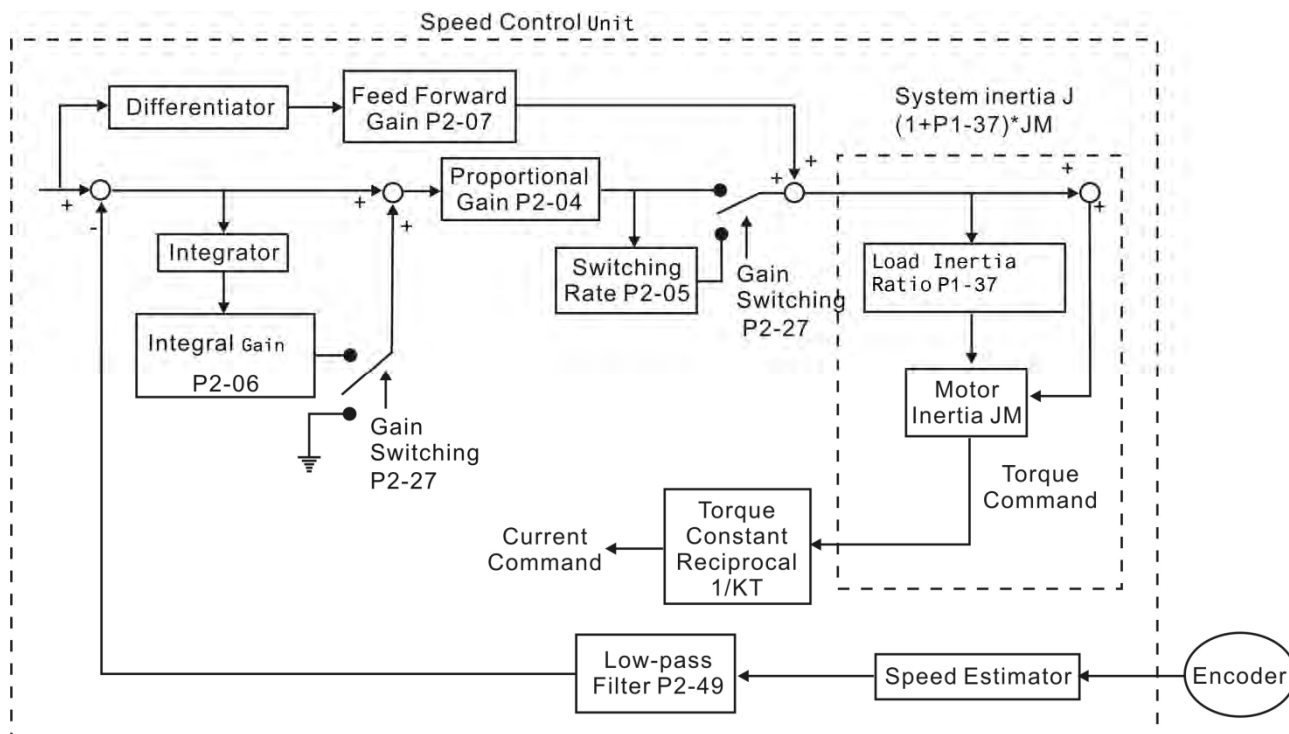 Speed Control Unit
Differentiator
Feed Forward
Gain P2-07
System inertia J
(1+P1-37)*JM
+
+
+
+
-
+
+
+
Proportional
Gain P2-04
Integrator
Switching
Rate P2-05
Gain
Switching
P2-27
Load Inertia
Ratio P1-37
Integral Gain
P2-06
Gain
Switching
P2-27
Motor
Inertia JM
Torque
Command
Current
Command
Torque
Constant
Reciprocal
1/KT
Low-pass
Filter P2-49
Speed Estimator
Encoder